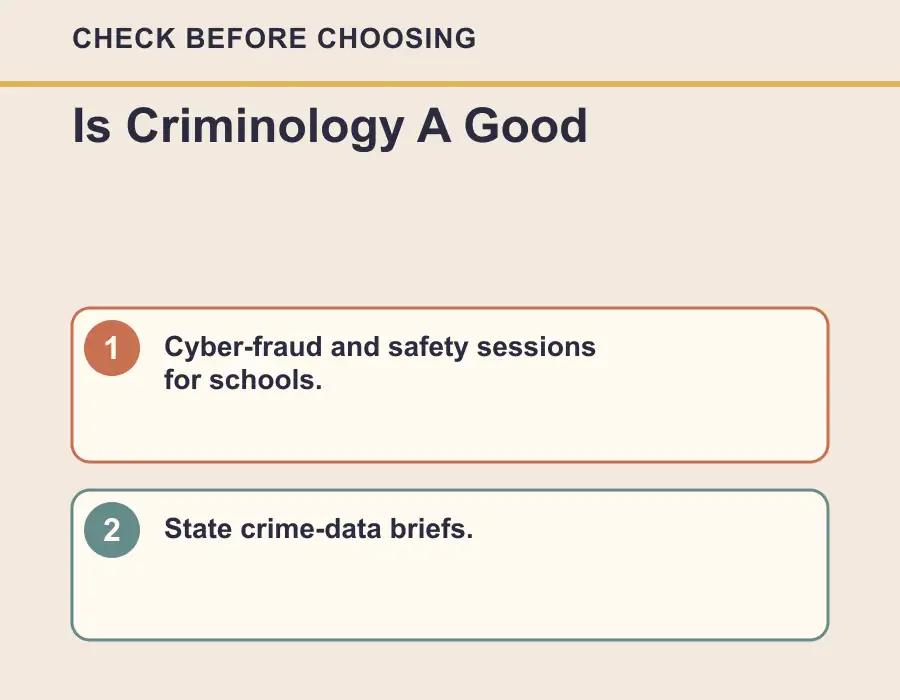 CHECK BEFORE CHOOSING
Is Criminology A Good
1
Cyber-fraud and safety sessions
for schools.
2
State crime-data briefs.